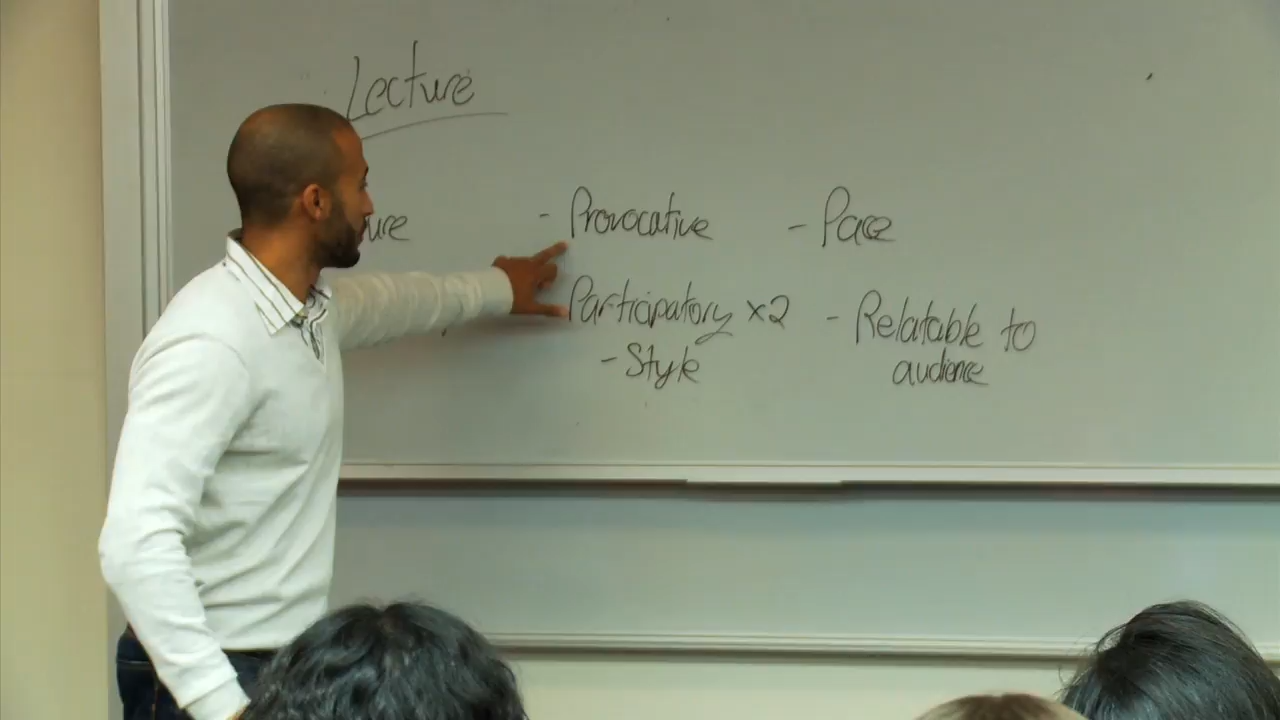 Lecture
- Provocative - Pace
Participatory x2 - Relatable to
- Style audience